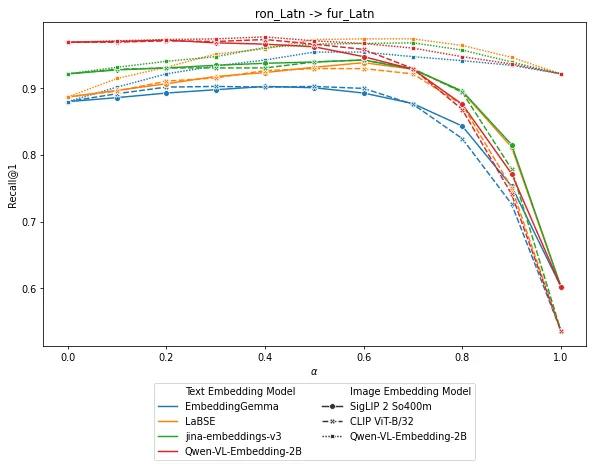 ron_Latn -> fur_Latn
Recall@1
0.9
0.8
0.7
0.6
0.0 0.2 0.4 0.6 0.8 1.0
α
Text Embedding Model
EmbeddingGemma
LaBSE
jina-embeddings-v3
Qwen-VL-Embedding-2B
Image Embedding Model
SigLIP 2 So400m
CLIP ViT-B/32
Qwen-VL-Embedding-2B